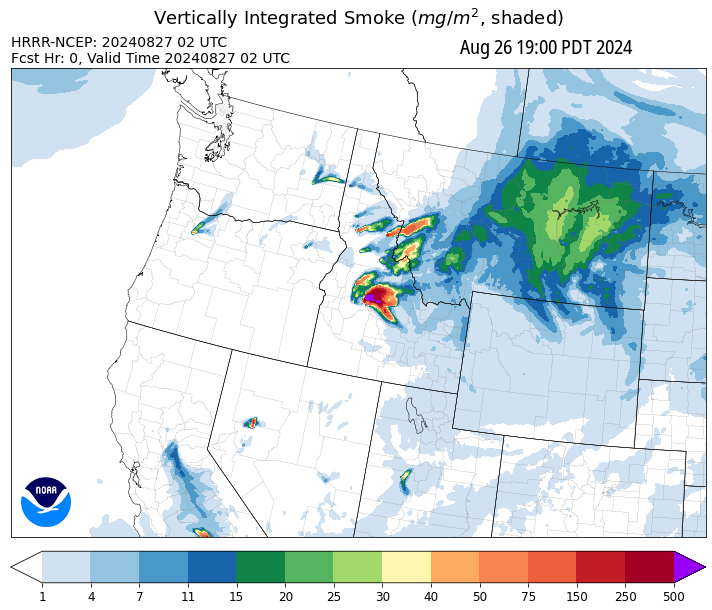 Vertically Integrated Smoke (mg/m², shaded)
HRRR-NCEP: 20240827 02 UTC
Fcst Hr: 0, Valid Time 20240827 02 UTC
Aug 26 19:00 PDT 2024
NOAA
1 4 7 11 15 20 25 30 40 50 75 150 250 500